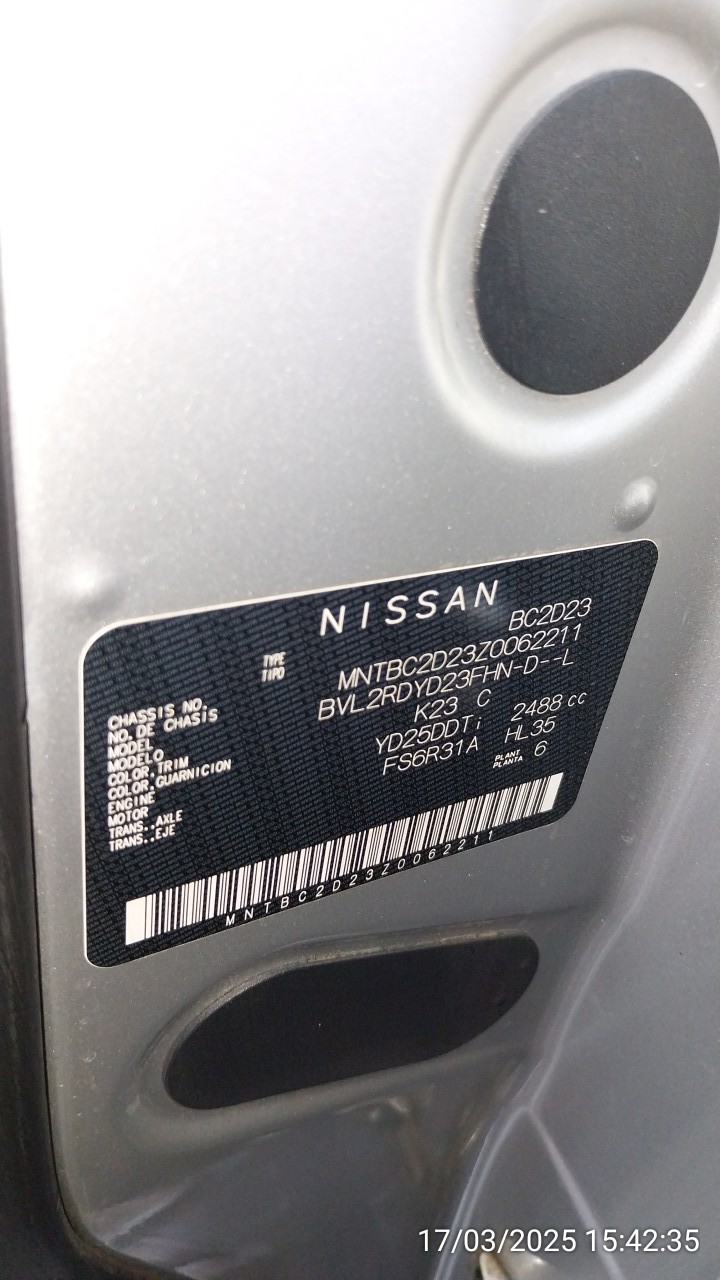 NISSAN
TYPE
TIPO
BC2D23
CHASSIS NO.
NO. DE CHASIS
MNTBC2D23Z0062211
MODEL
MODELO
BVL2RDYD23FHN-D--L
COLOR,TRIM
COLOR,GUARNICION
K23 C
ENGINE
MOTOR
YD25DDTi 2488 cc
TRANS.,AXLE
TRANS.,EJE
FS6R31A HL35
PLANT
PLANTA
6
MNTBC2D23Z0062211
17/03/2025 15:42:35